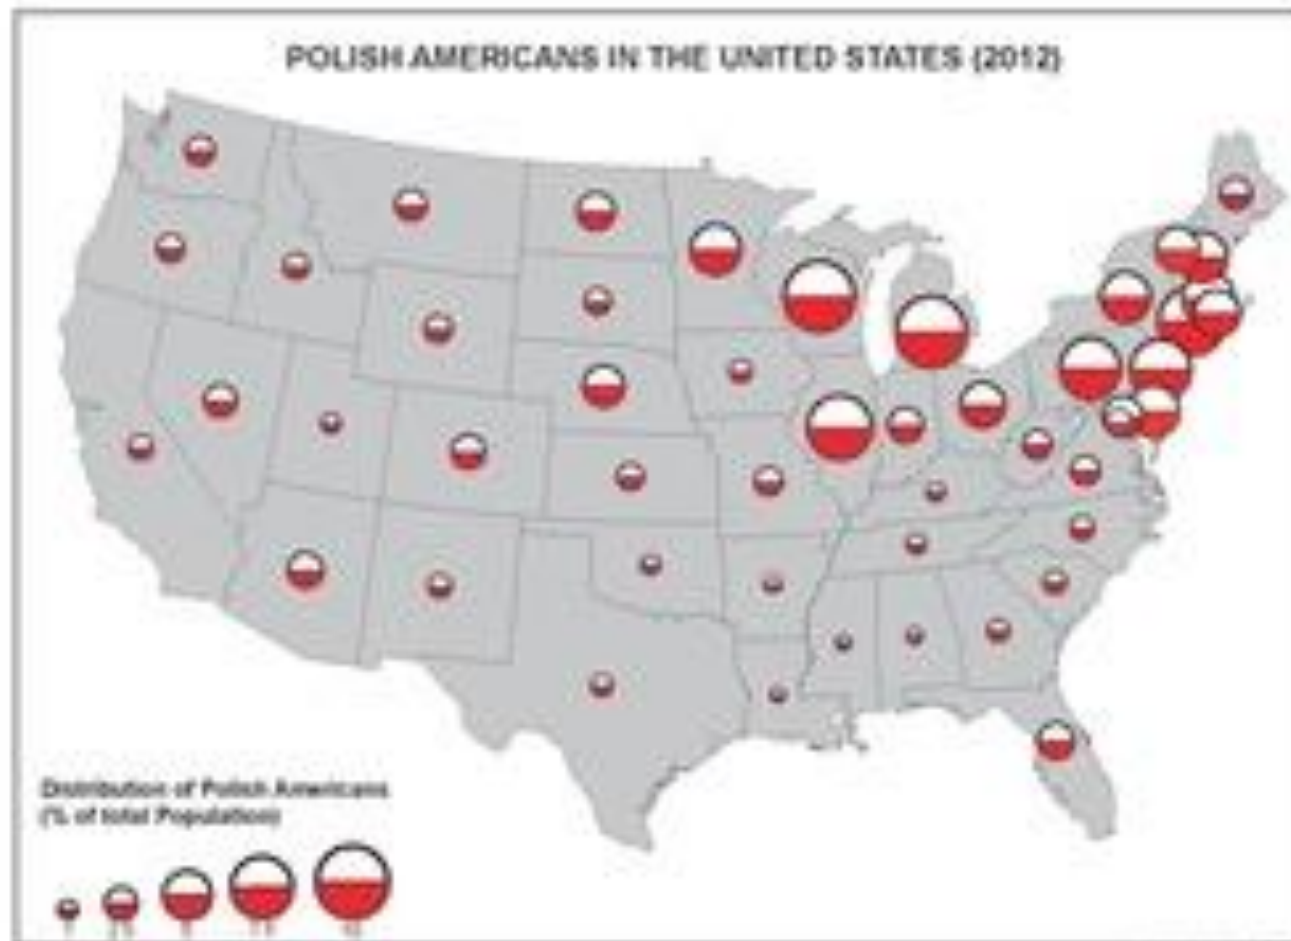 POLISH AMERICANS IN THE UNITED STATES (2012)
Distribution of Polish Americans
(% of total Population)